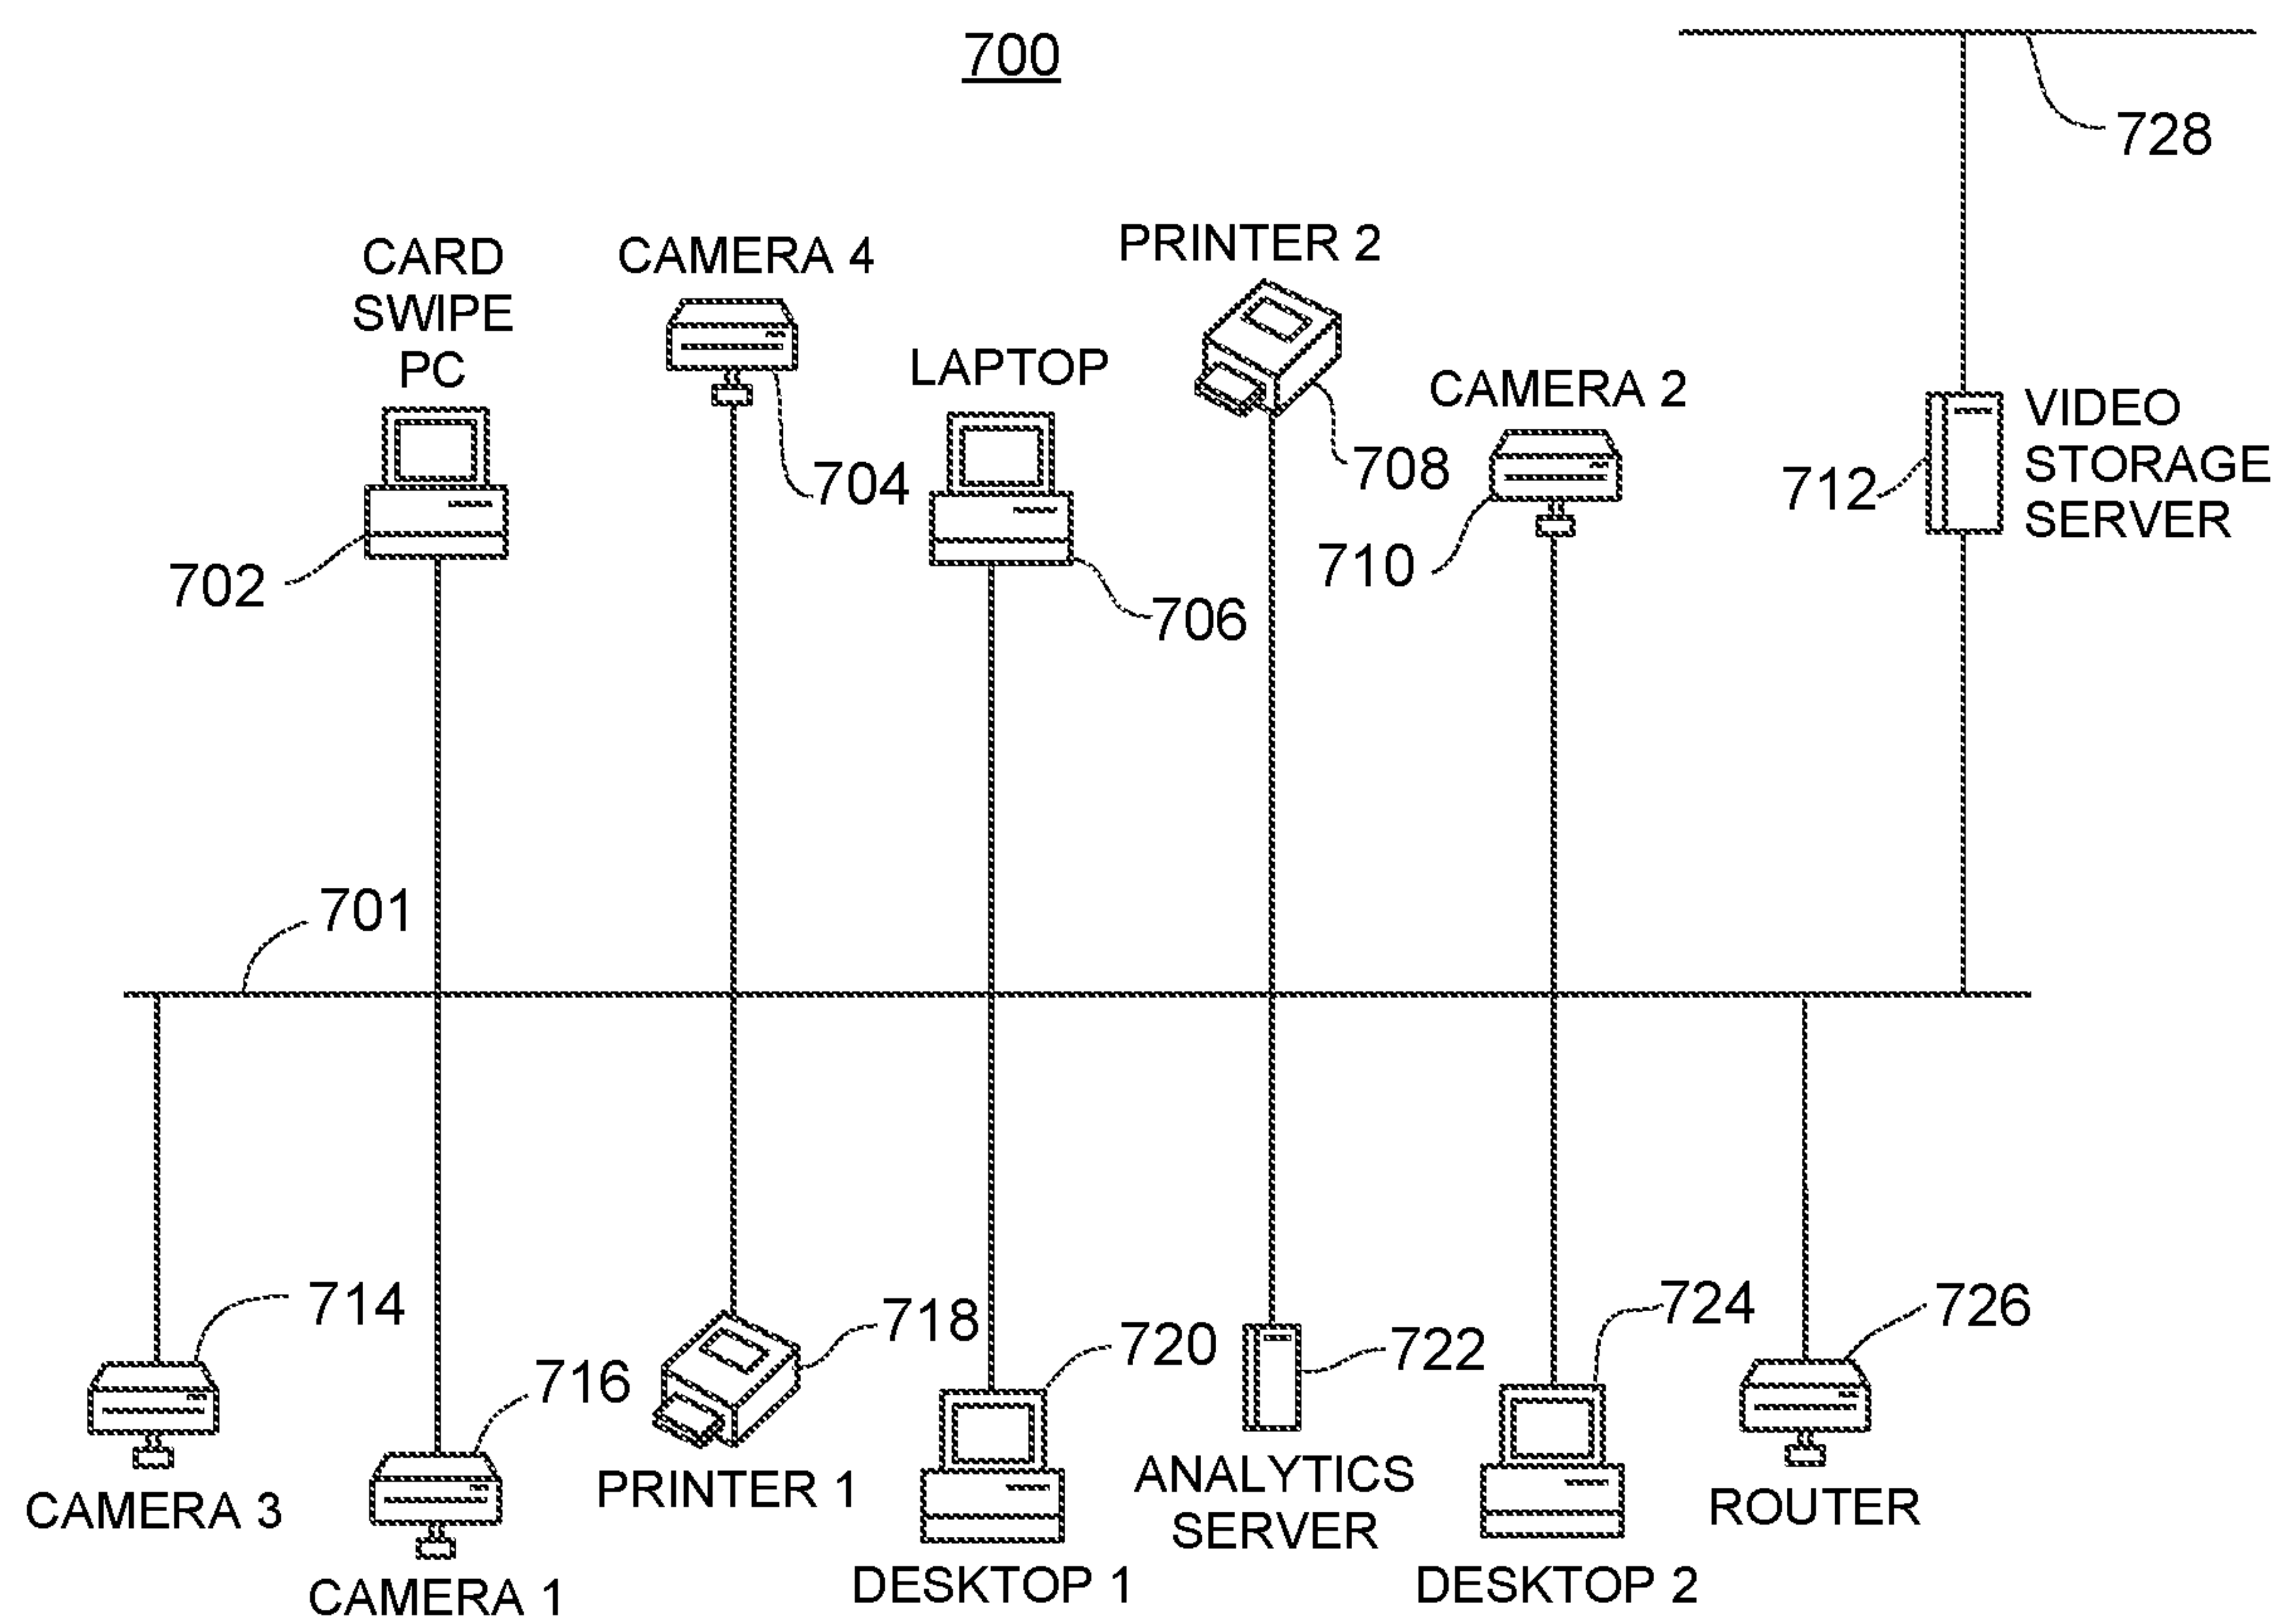 700
728
CARD
SWIPE
PC
CAMERA 4
PRINTER 2
LAPTOP
CAMERA 2
VIDEO
STORAGE
SERVER
704
708
712
702
710
706
701
714
718
720
722
724
726
716
CAMERA 3
PRINTER 1
ANALYTICS
SERVER
ROUTER
CAMERA 1
DESKTOP 1
DESKTOP 2